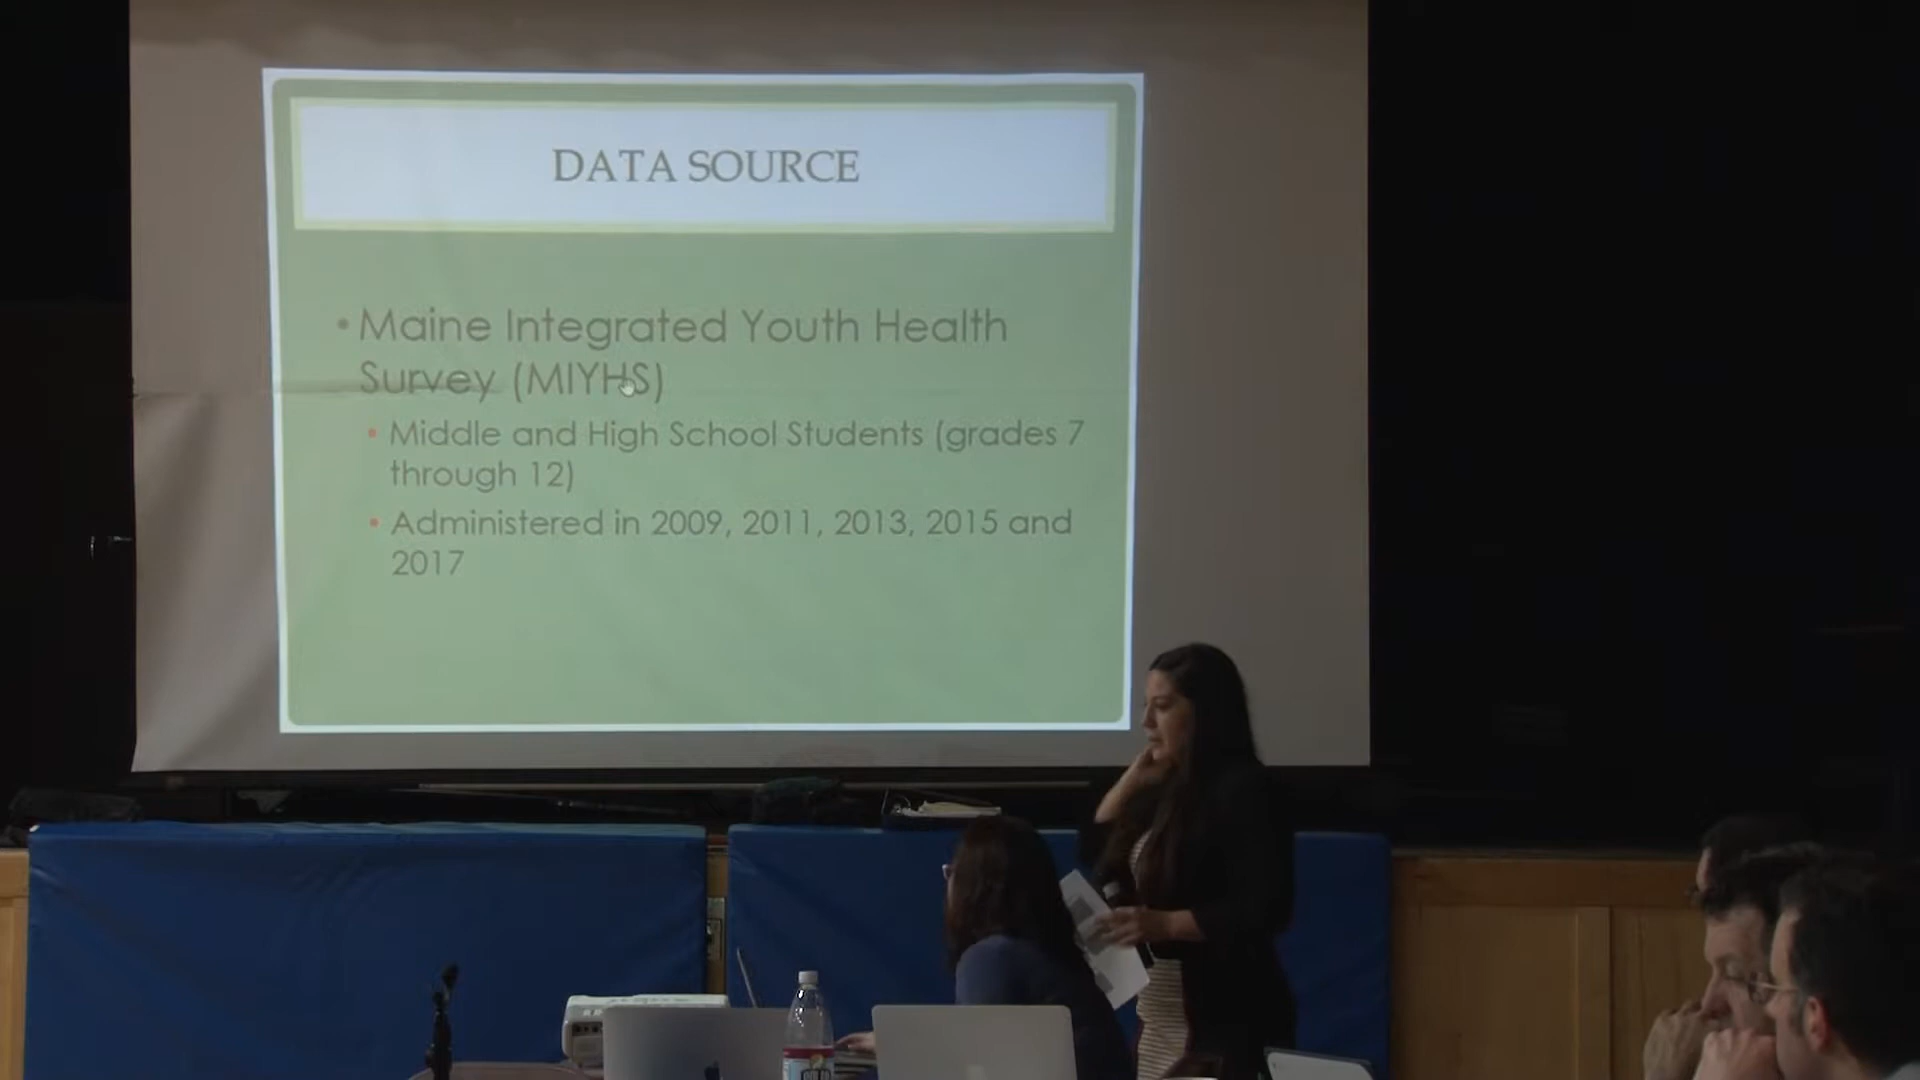 DATA SOURCE
• Maine Integrated Youth Health
Survey (MIYHS)
• Middle and High School Students (grades 7
through 12)
• Administered in 2009, 2011, 2013, 2015 and
2017